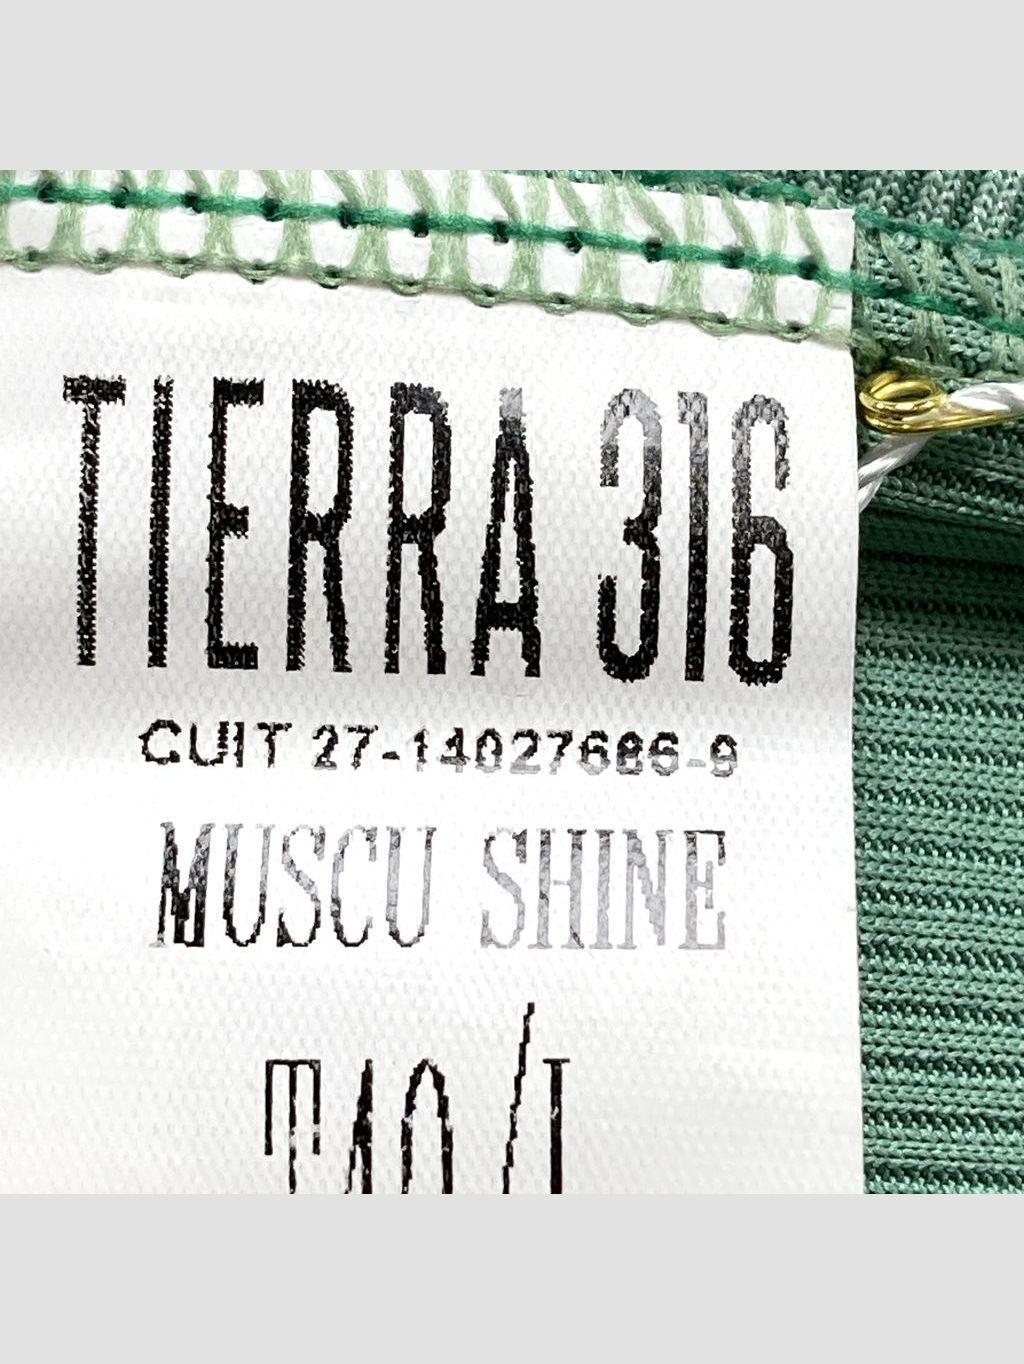 TIERRA 316
CUIT 27-14027686-9
MUSCU SHINE